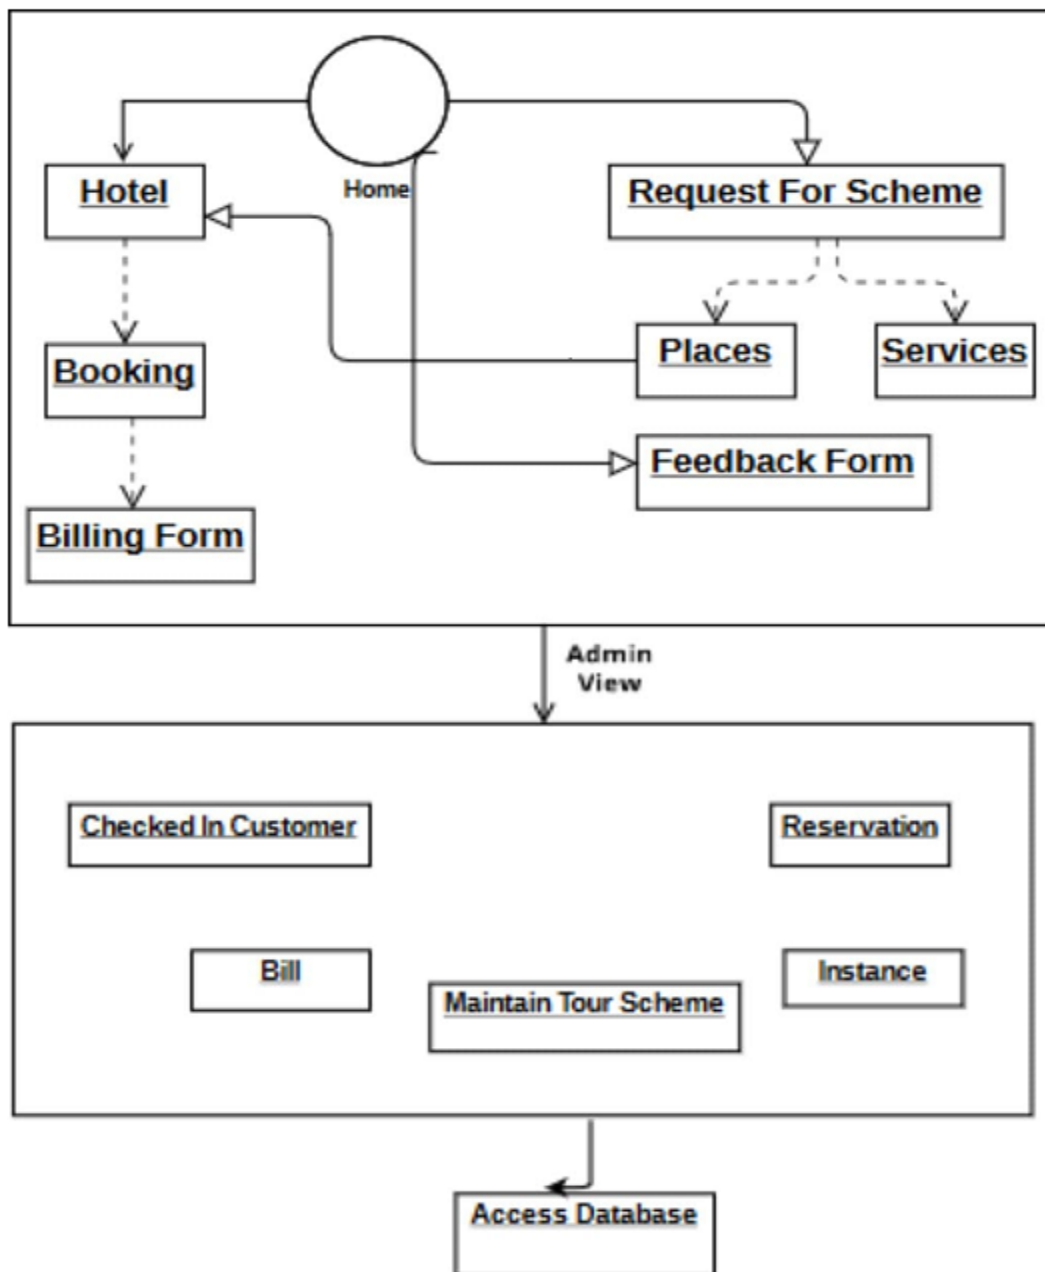 Home
Hotel
Request For Scheme
Places
Services
Booking
Feedback Form
Billing Form
Admin
View
Checked In Customer
Reservation
Bill
Instance
Maintain Tour Scheme
Access Database